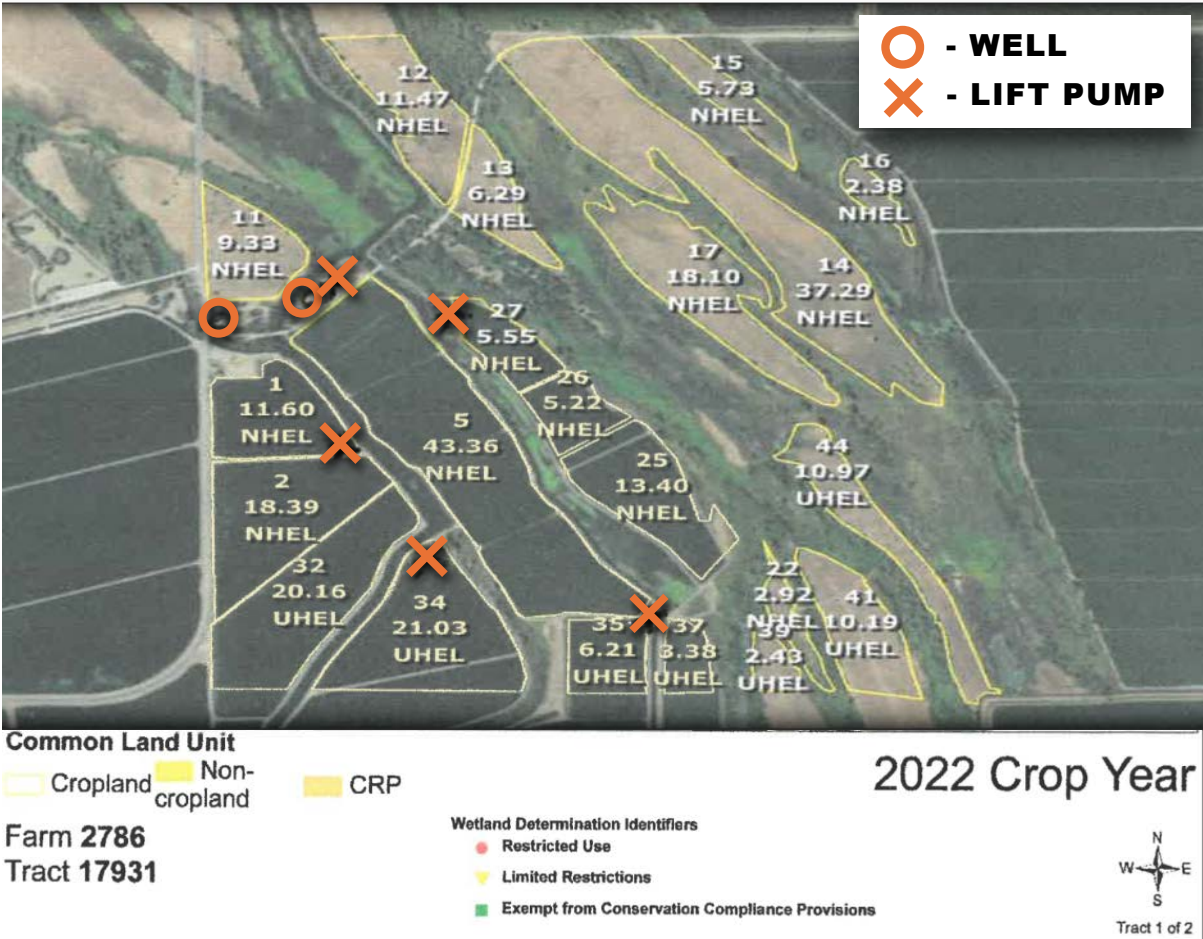 - WELL
- LIFT PUMP
12
11.47
NHEL
15
5.73
NHEL
13
6.29
NHEL
16
2.38
NHEL
11
9.33
NHEL
17
18.10
NHEL
14
37.29
NHEL
27
5.55
NHEL
26
5.22
NHEL
1
11.60
NHEL
5
43.36
NHEL
25
13.40
NHEL
44
10.97
UHEL
2
18.39
NHEL
32
20.16
UHEL
34
21.03
UHEL
35
6.21
UHEL
37
3.38
UHEL
22
2.92
NHEL
39
2.43
UHEL
41
10.19
UHEL
Common Land Unit
Cropland
Non-
cropland
CRP
2022 Crop Year
Farm 2786
Tract 17931
Wetland Determination Identifiers
Restricted Use
Limited Restrictions
Exempt from Conservation Compliance Provisions
N
W
E
S
Tract 1 of 2